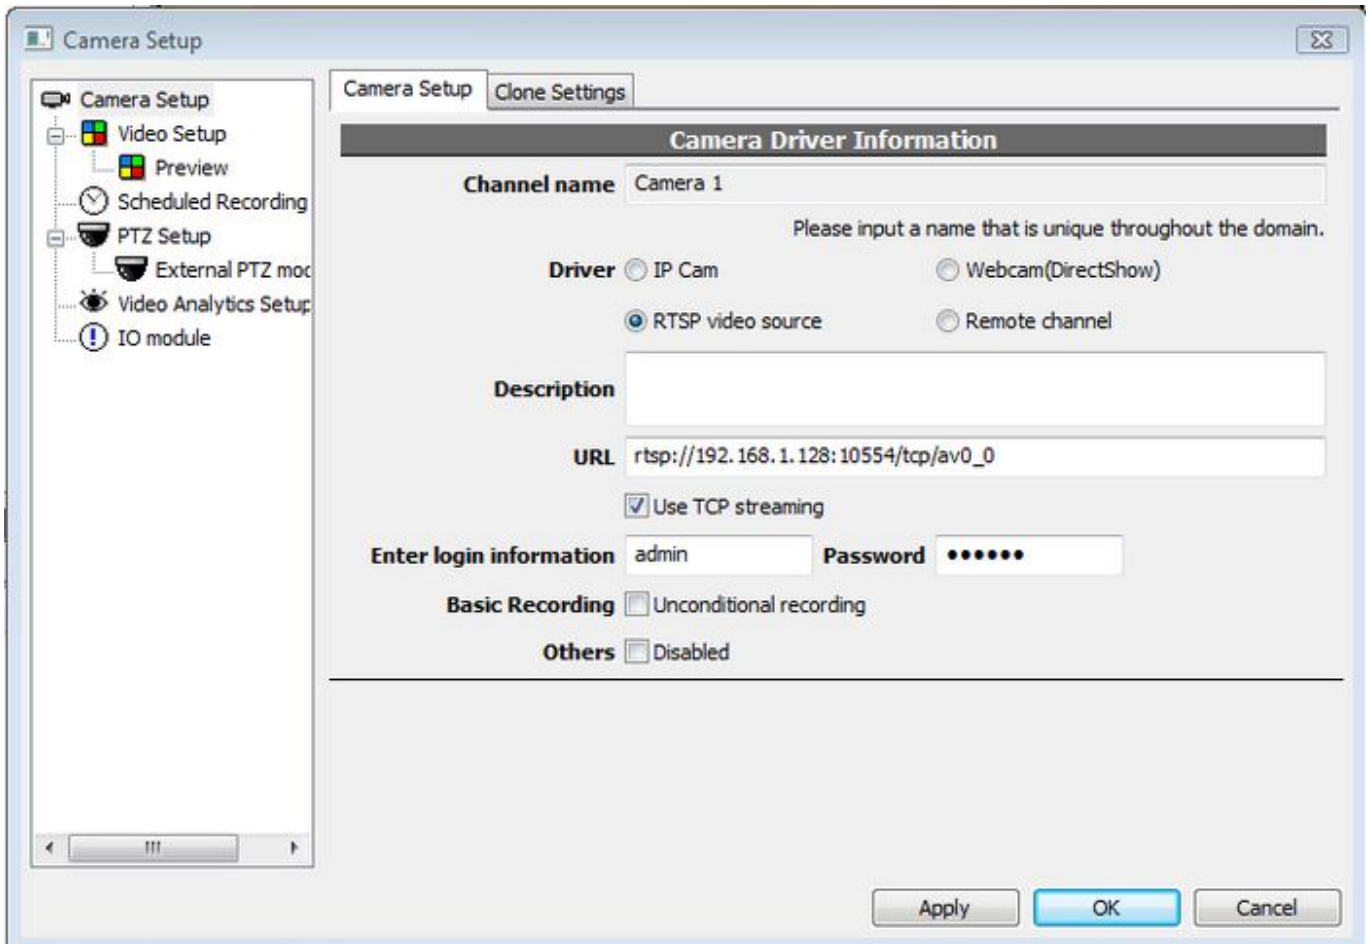 Camera Setup
Camera Setup
Video Setup
Preview
Scheduled Recording
PTZ Setup
External PTZ
Video Analytics
IO module
Camera Setup
Clone Settings
Camera Driver Information
Channel name Camera 1
Please input a name that is unique throughout the domain.
Driver IP Cam Webcam(DirectShow)
RTSP video source Remote channel
Description
URL rtsp://192.168.1.128:10554/tcp/av0_0
Use TCP streaming
Enter login information admin Password ••••••
Basic Recording Unconditional recording
Others Disabled
Apply OK Cancel